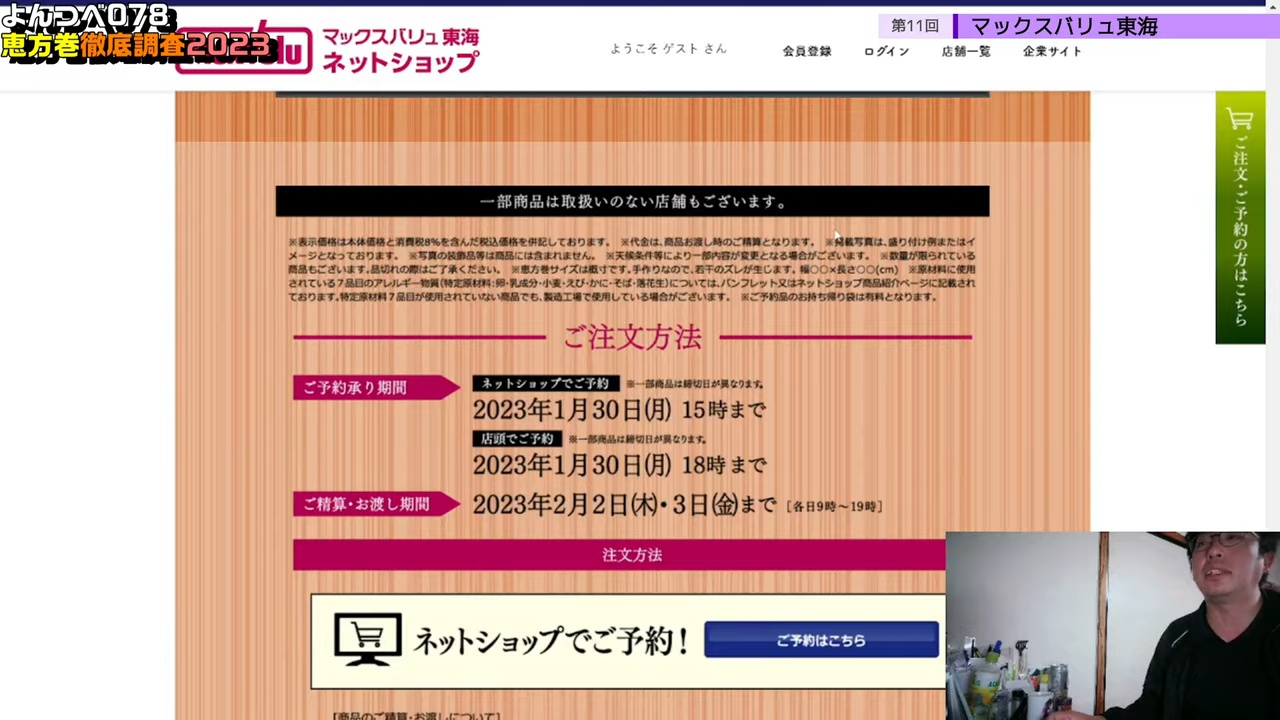 よんつべ078
恵方巻徹底調査2023
マックスバリュ東海
ネットショップ
ようこそ ゲスト さん
会員登録
ログイン
店舗一覧
企業サイト
第11回
マックスバリュ東海
ご注文・ご予約の方はこちら
一部商品は取扱いのない店舗もございます。
※表示価格は本体価格と消費税8%を含んだ税込価格を併記しております。 ※代金は、商品お渡し時のご精算となります。 ※掲載写真は、盛り付け例またはイ
メージとなっております。 ※写真の装飾品等は商品には含まれません。 ※天候条件等により一部内容が変更となる場合がございます。 ※数量が限られている
商品もございます。品切れの際はご了承ください。 ※恵方巻サイズは概寸です。手作りなので、若干のズレが生じます。 幅○○×長さ○○(cm) ※原材料に使用
されている7品目のアレルギー物質(特定原材料:卵・乳成分・小麦・えび・かに・そば・落花生)については、パンフレット又はネットショップ商品紹介ページに記載され
ております。特定原材料7品目が使用されていない商品でも、製造工場で使用している場合がございます。 ※ご予約品のお持ち帰り袋は有料となります。
ご注文方法
ご予約承り期間
ネットショップでご予約 ※一部商品は締切日が異なります。
2023年1月30日(月) 15時まで
店頭でご予約 ※一部商品は締切日が異なります。
2023年1月30日(月) 18時まで
ご精算・お渡し期間
2023年2月2日(木)・3日(金)まで [各日9時~19時]
注文方法
ネットショップでご予約!
ご予約はこちら
[商品のご精算・お渡しについて]